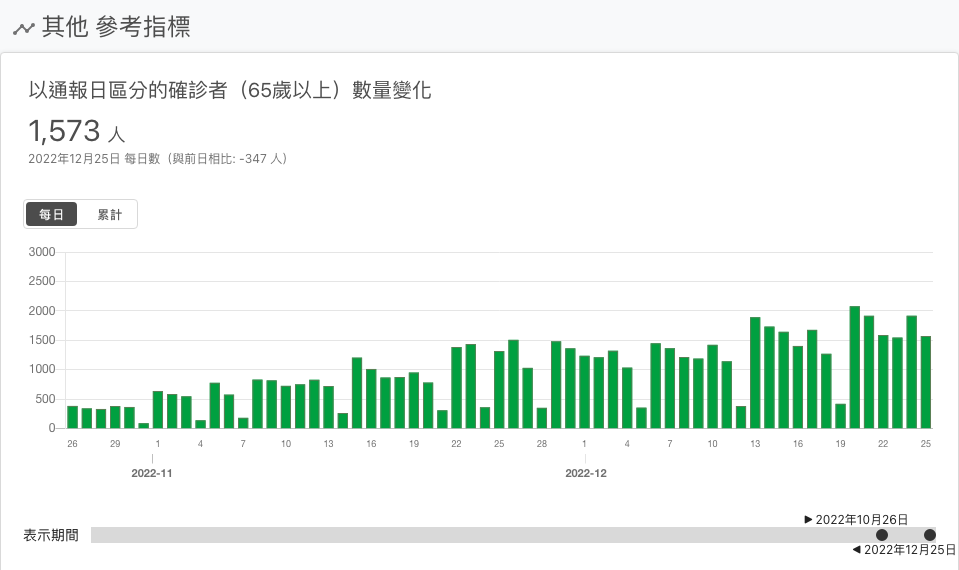 其他 參考指標
以通報日區分的確診者（65歲以上）數量變化
1,573 人
2022年12月25日 每日數（與前日相比: -347 人）
每日 累計
3000
2500
2000
1500
1000
500
0
26 29 1 4 7 10 13 16 19 22 25 28 1 4 7 10 13 16 19 22 25
2022-11 2022-12
▶ 2022年10月26日
表示期間
◀ 2022年12月25日